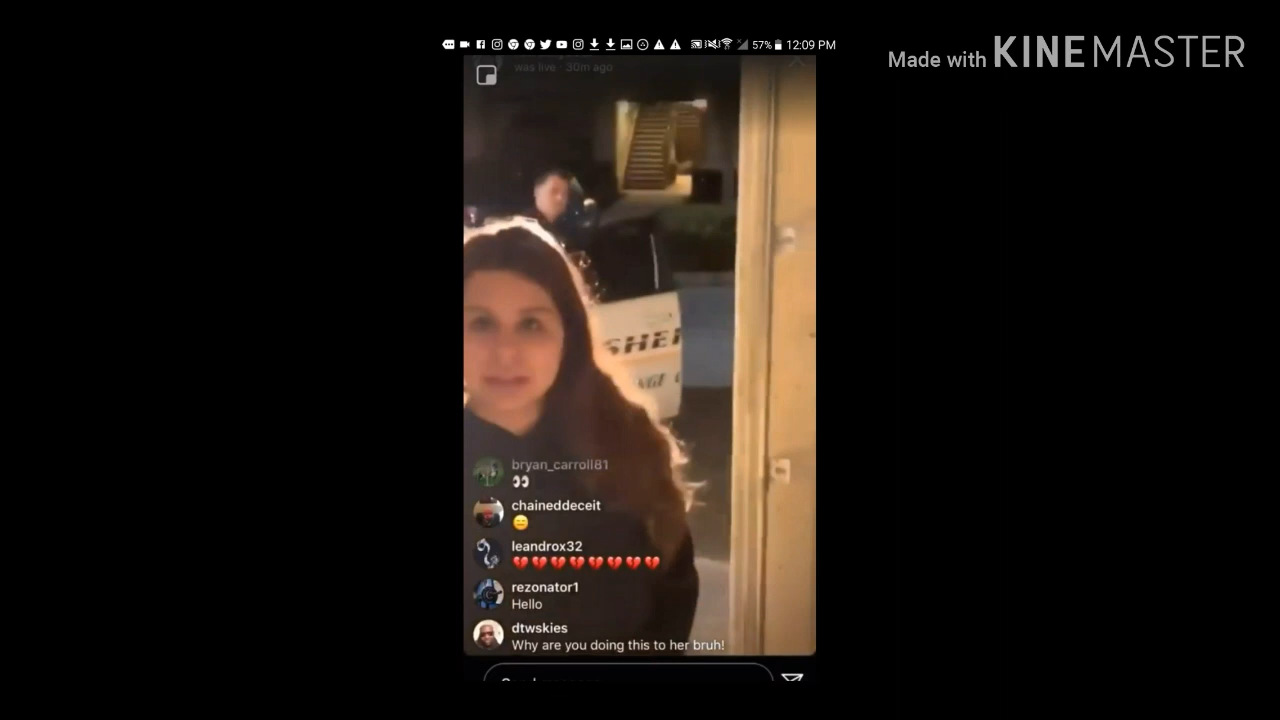 57% 12:09 PM
Made with KINEMASTER
was live · 30m ago
SHE
bryan_carroll81
👀
chaineddeceit
😑
leandrox32
💔💔💔💔💔💔💔💔
rezonator1
Hello
dtwskies
Why are you doing this to her bruh!